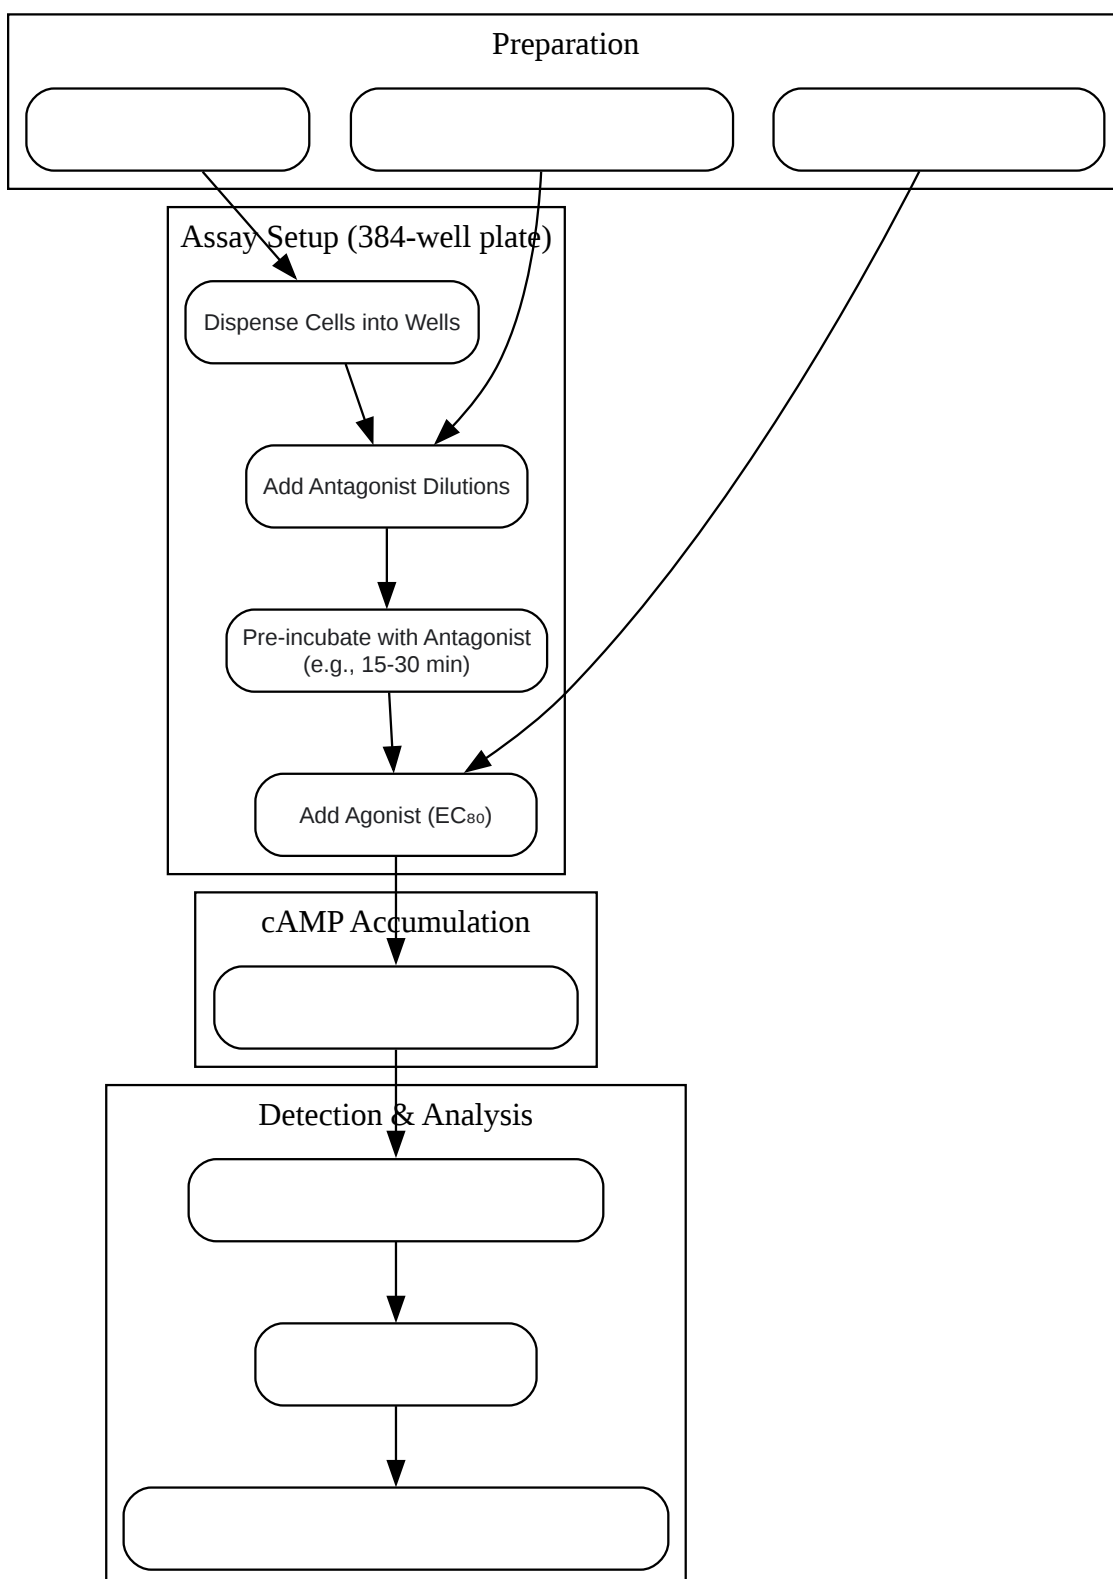 Preparation
Assay Setup (384-well plate)
Dispense Cells into Wells
Add Antagonist Dilutions
Pre-incubate with Antagonist
(e.g., 15-30 min)
Add Agonist (EC₈₀)
cAMP Accumulation
Detection & Analysis